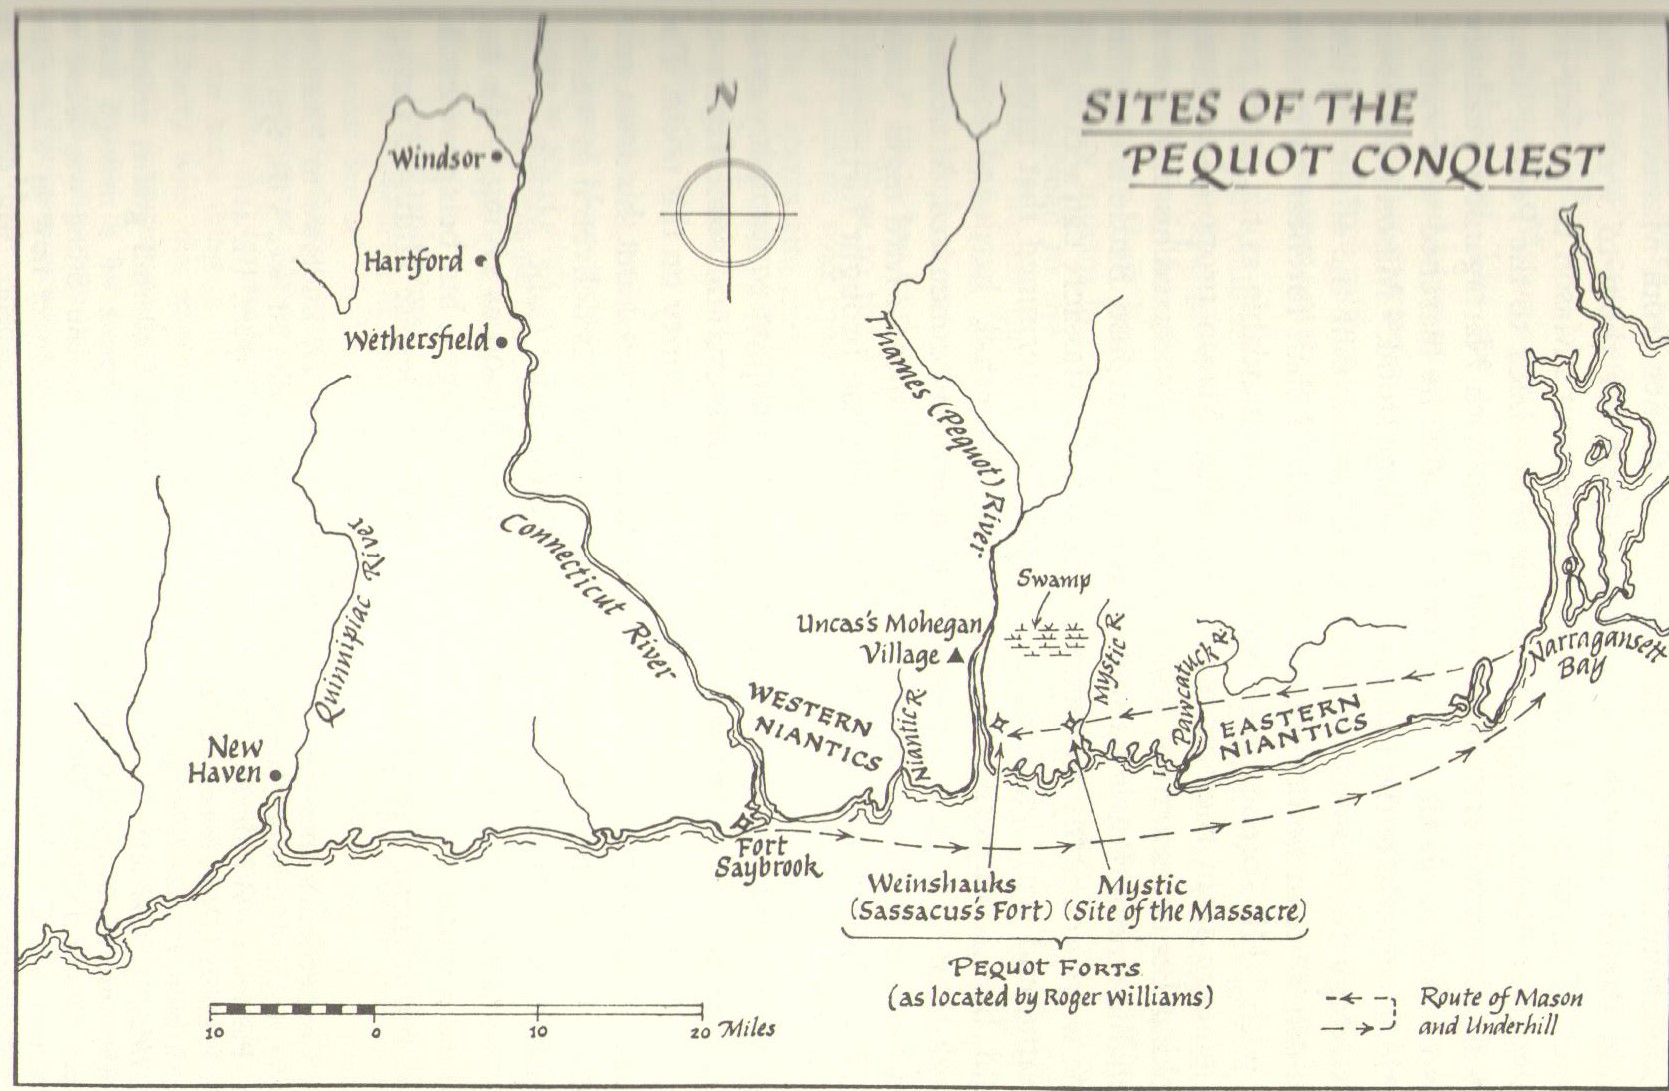 SITES OF THE
PEQUOT CONQUEST
N
Windsor
Hartford
Wethersfield
Thames (Pequot) River
Connecticut River
Quinnipiac River
Swamp
Uncas's Mohegan
Village
Mystic R.
Pawcatuck R.
Narragansett
Bay
WESTERN
NIANTICS
Niantic R
EASTERN
NIANTICS
New
Haven
Fort
Saybrook
Weinshauks
(Sassacus's Fort)
Mystic
(Site of the Massacre)
PEQUOT FORTS
(as located by Roger Williams)
10 0 10 20 Miles
Route of Mason
and Underhill